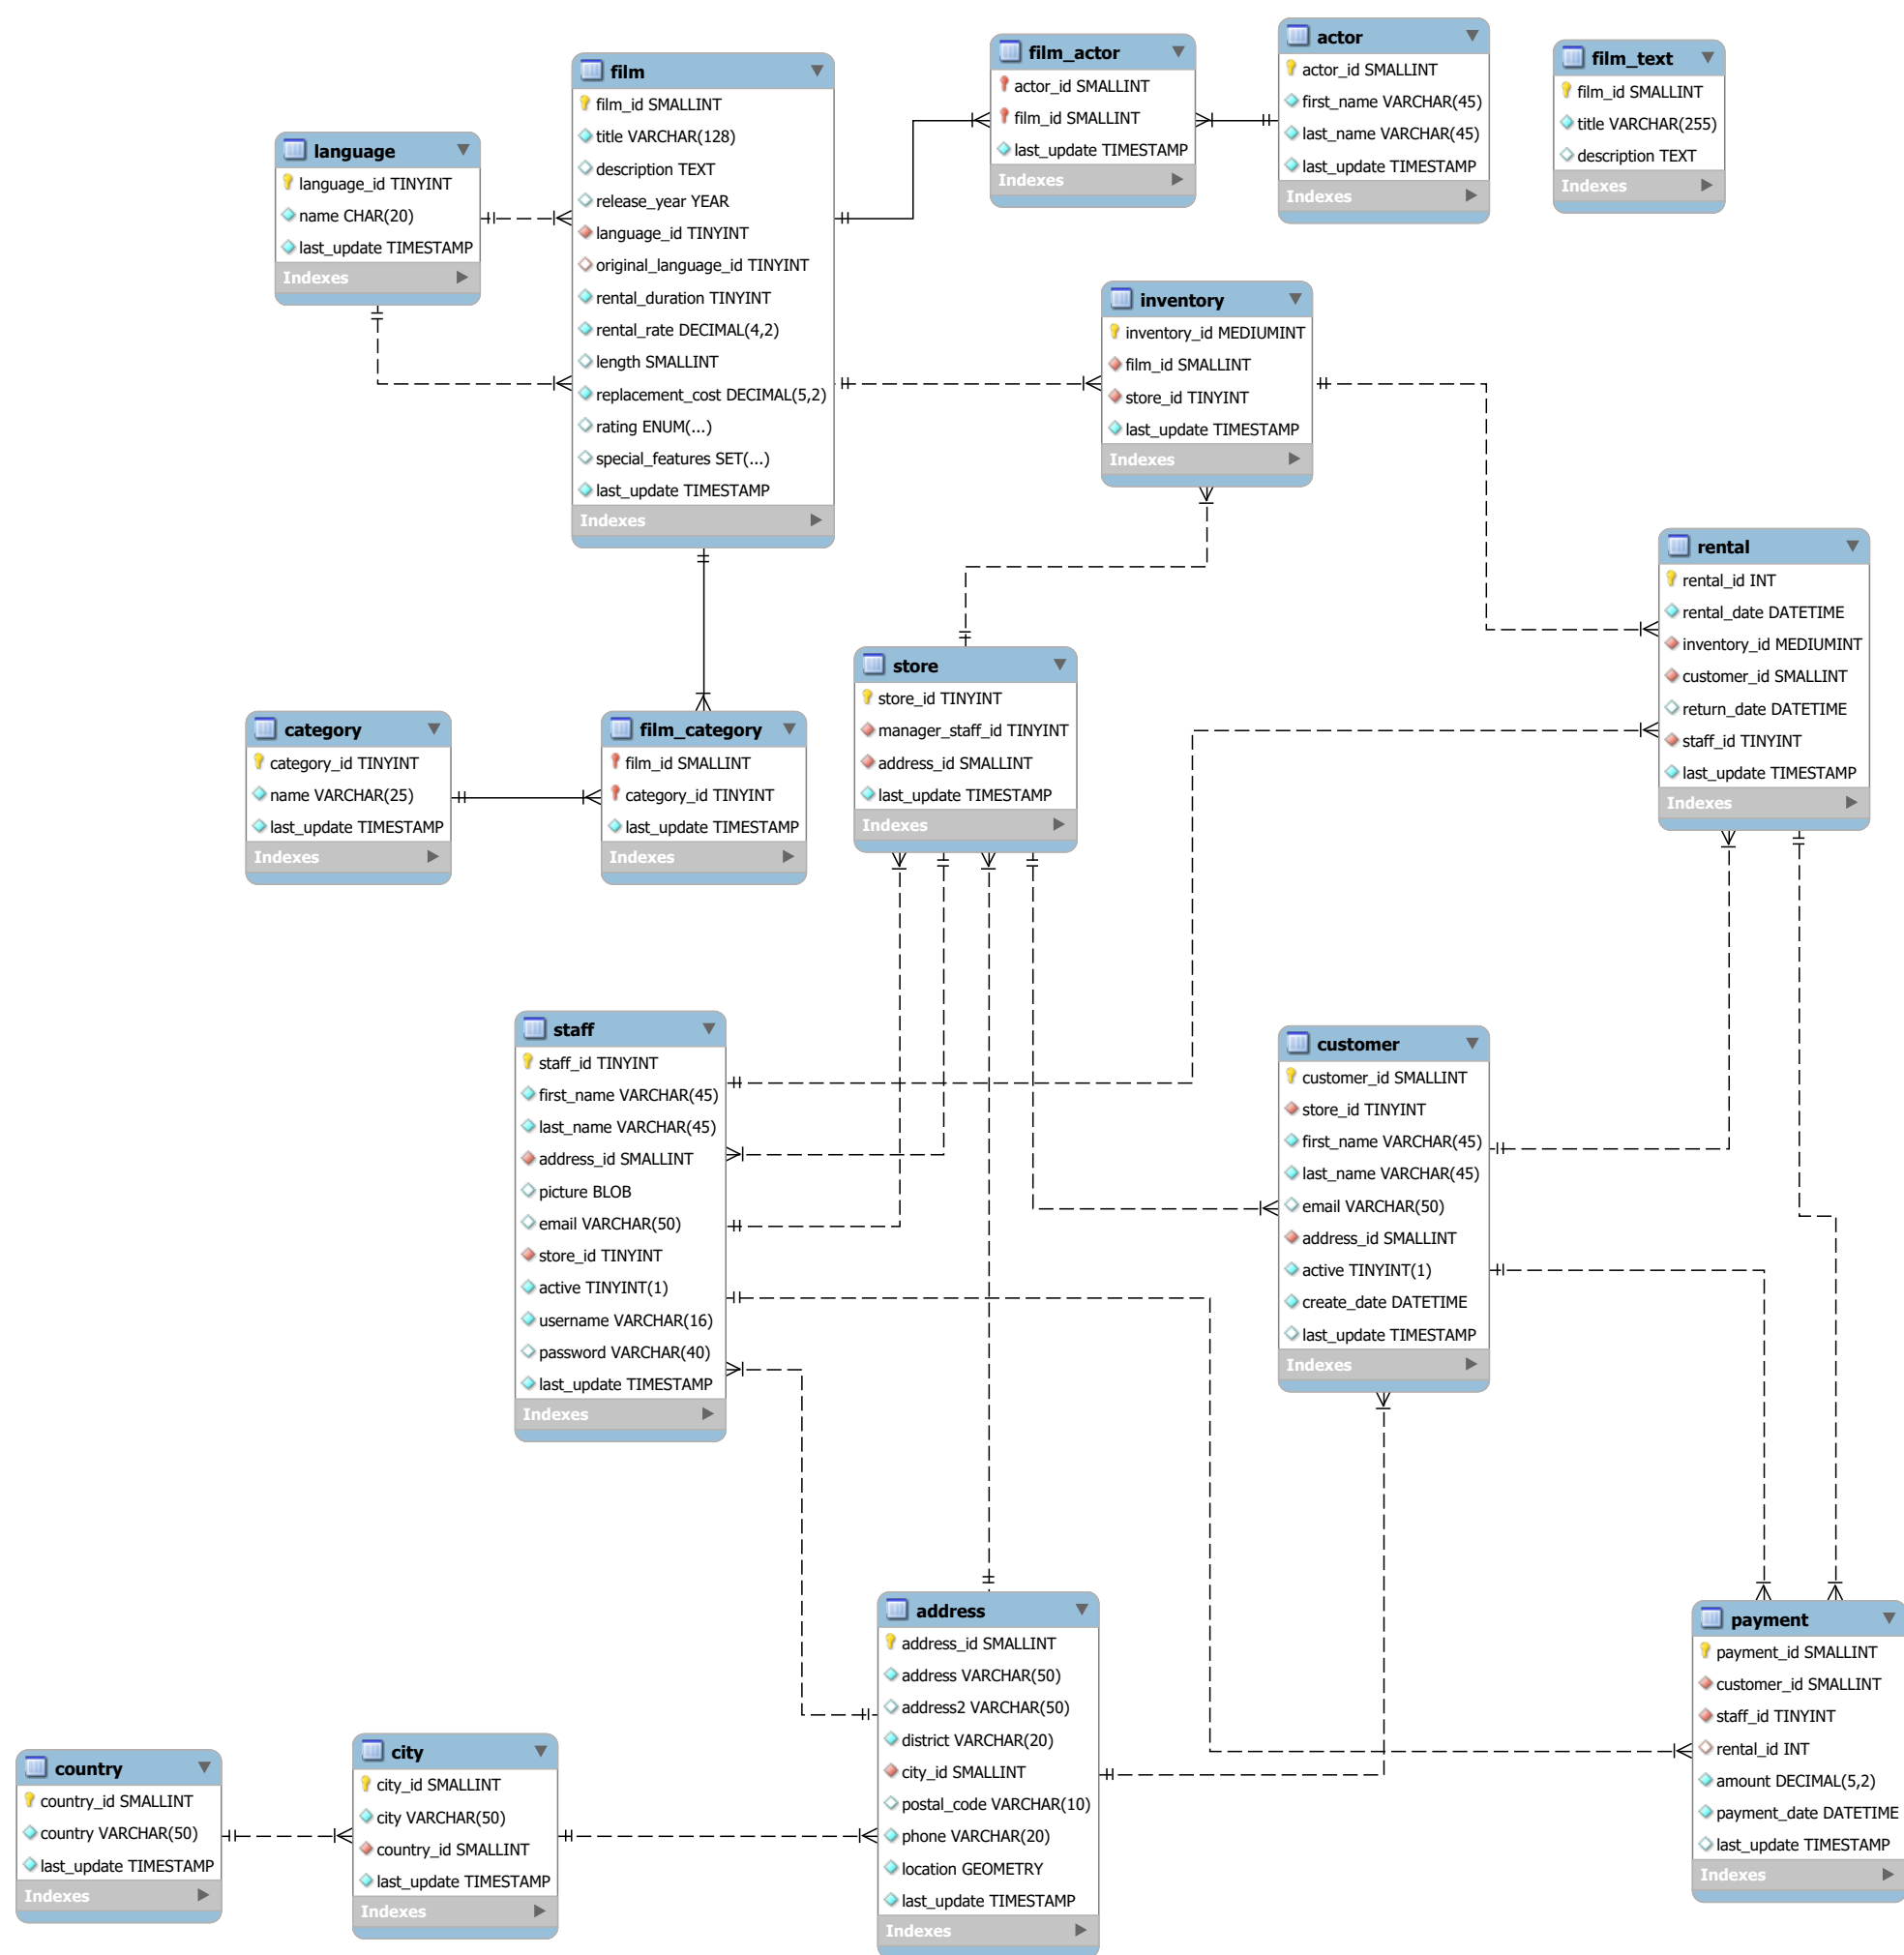 film
film_id SMALLINT
title VARCHAR(128)
description TEXT
release_year YEAR
language_id TINYINT
original_language_id TINYINT
rental_duration TINYINT
rental_rate DECIMAL(4,2)
length SMALLINT
replacement_cost DECIMAL(5,2)
rating ENUM(...)
special_features SET(...)
last_update TIMESTAMP
Indexes
film_actor
actor_id SMALLINT
film_id SMALLINT
last_update TIMESTAMP
Indexes
actor
actor_id SMALLINT
first_name VARCHAR(45)
last_name VARCHAR(45)
last_update TIMESTAMP
Indexes
film_text
film_id SMALLINT
title VARCHAR(255)
description TEXT
Indexes
language
language_id TINYINT
name CHAR(20)
last_update TIMESTAMP
Indexes
inventory
inventory_id MEDIUMINT
film_id SMALLINT
store_id TINYINT
last_update TIMESTAMP
Indexes
rental
rental_id INT
rental_date DATETIME
inventory_id MEDIUMINT
customer_id SMALLINT
return_date DATETIME
staff_id TINYINT
last_update TIMESTAMP
Indexes
store
store_id TINYINT
manager_staff_id TINYINT
address_id SMALLINT
last_update TIMESTAMP
Indexes
category
category_id TINYINT
name VARCHAR(25)
last_update TIMESTAMP
Indexes
film_category
film_id SMALLINT
category_id TINYINT
last_update TIMESTAMP
Indexes
staff
staff_id TINYINT
first_name VARCHAR(45)
last_name VARCHAR(45)
address_id SMALLINT
picture BLOB
email VARCHAR(50)
store_id TINYINT
active TINYINT(1)
username VARCHAR(16)
password VARCHAR(40)
last_update TIMESTAMP
Indexes
customer
customer_id SMALLINT
store_id TINYINT
first_name VARCHAR(45)
last_name VARCHAR(45)
email VARCHAR(50)
address_id SMALLINT
active TINYINT(1)
create_date DATETIME
last_update TIMESTAMP
Indexes
address
address_id SMALLINT
address VARCHAR(50)
address2 VARCHAR(50)
district VARCHAR(20)
city_id SMALLINT
postal_code VARCHAR(10)
phone VARCHAR(20)
location GEOMETRY
last_update TIMESTAMP
Indexes
payment
payment_id SMALLINT
customer_id SMALLINT
staff_id TINYINT
rental_id INT
amount DECIMAL(5,2)
payment_date DATETIME
last_update TIMESTAMP
Indexes
country
country_id SMALLINT
country VARCHAR(50)
last_update TIMESTAMP
Indexes
city
city_id SMALLINT
city VARCHAR(50)
country_id SMALLINT
last_update TIMESTAMP
Indexes